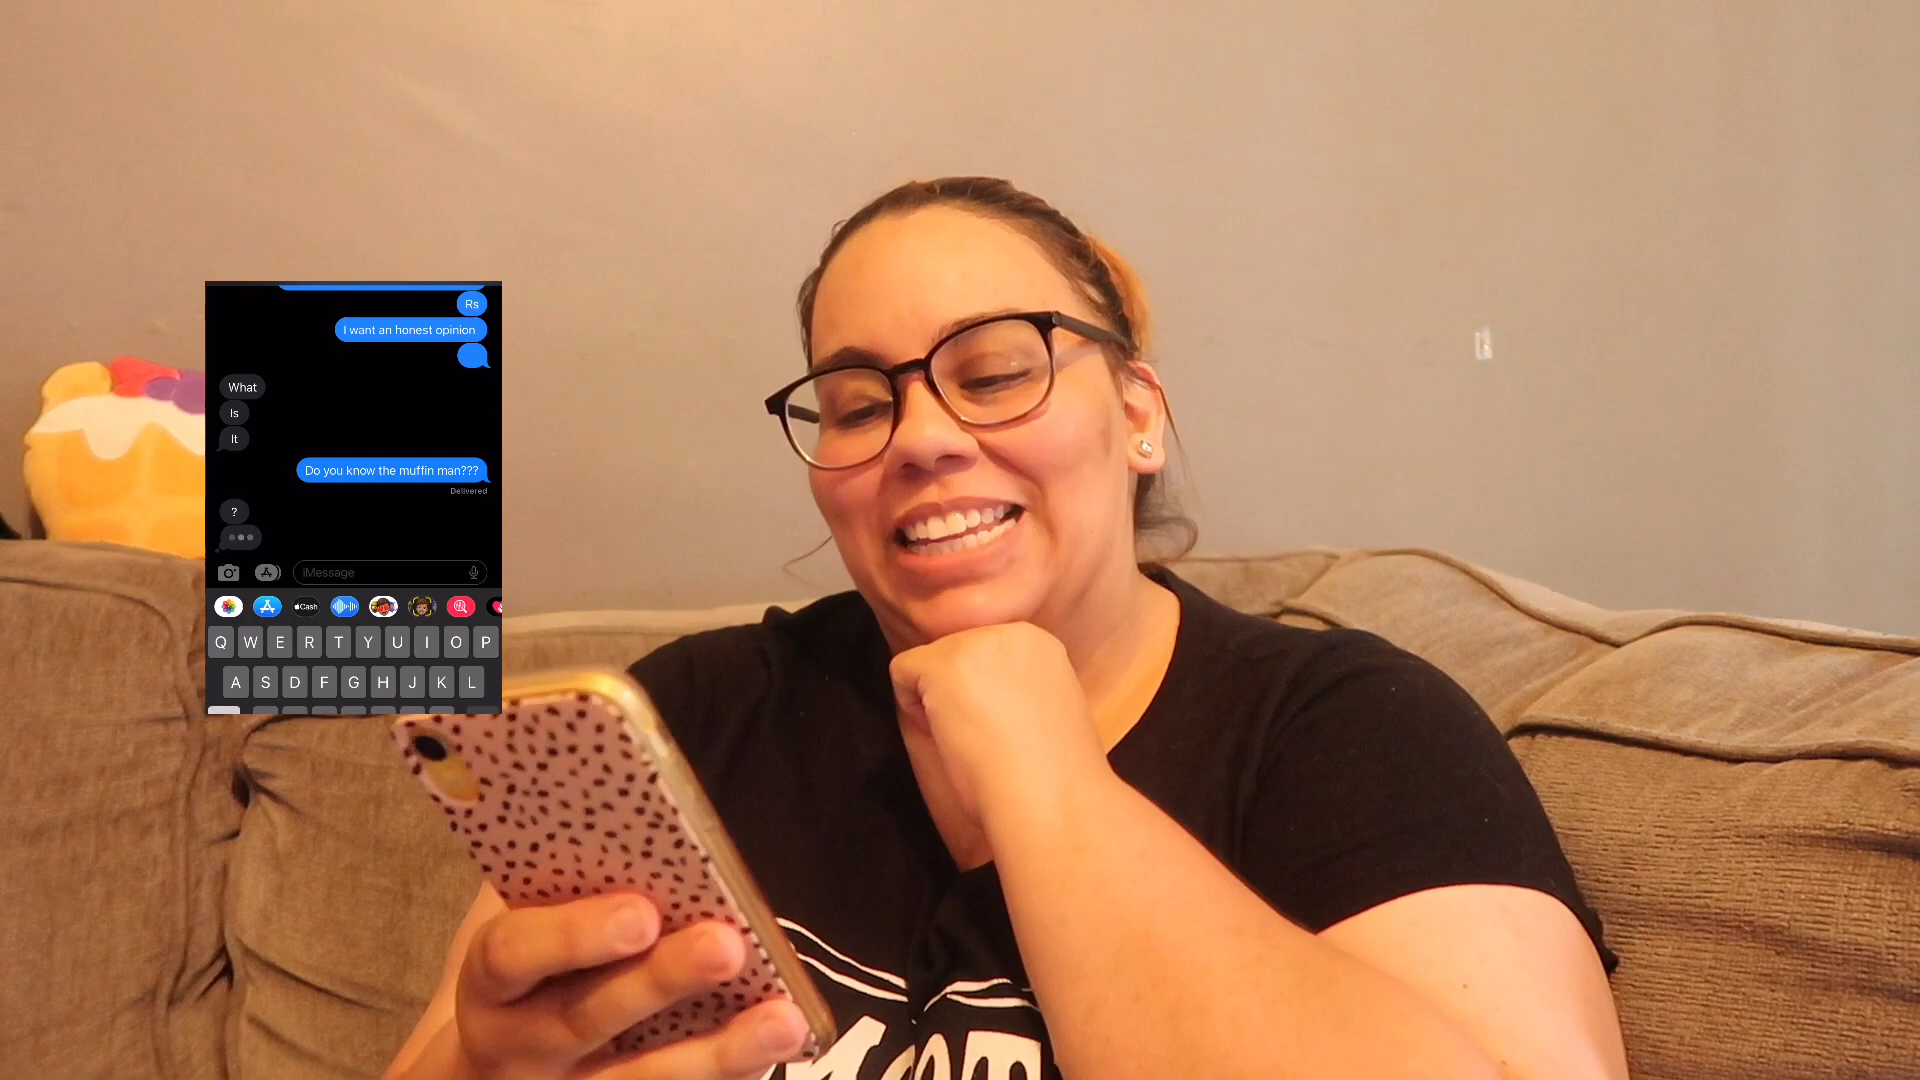 Rs
I want an honest opinion
What
Is
It
Do you know the muffin man???
Delivered
?
iMessage
Cash
Q W E R T Y U I O P
A S D F G H J K L